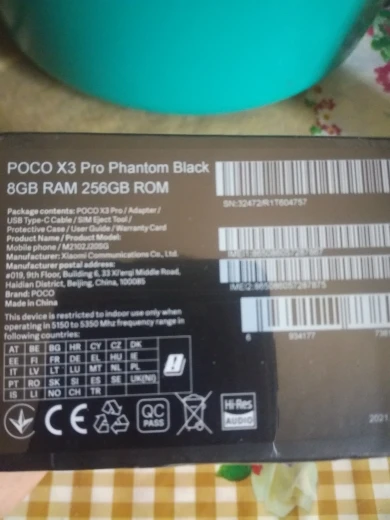 POCO X3 Pro Phantom Black
8GB RAM 256GB ROM
Package contents: POCO X3 Pro / Adapter /
USB Type-C Cable / SIM Eject Tool /
Protective Case / User Guide / Warranty Card
Product Name / Product Model:
Mobile phone / M2102J20SG
Manufacturer: Xiaomi Communications Co., Ltd.
Manufacturer postal address:
#019, 9th Floor, Building 6, 33 Xi'erqi Middle Road,
Haidian District, Beijing, China, 100085
Brand: POCO
Made in China
This device is restricted to indoor use only when
operating in 5150 to 5350 Mhz frequency range in
following countries:
AT BE BG HR CY CZ DK
EE FI FR DE EL HU IE
IT LV LT LU MT NL PL
PT RO SK SI ES SE UK(NI)
IS LI NO CH TR
SN:32472/R1T604757
6 934177
CE
QC
PASS
Hi-Res
AUDIO
2021